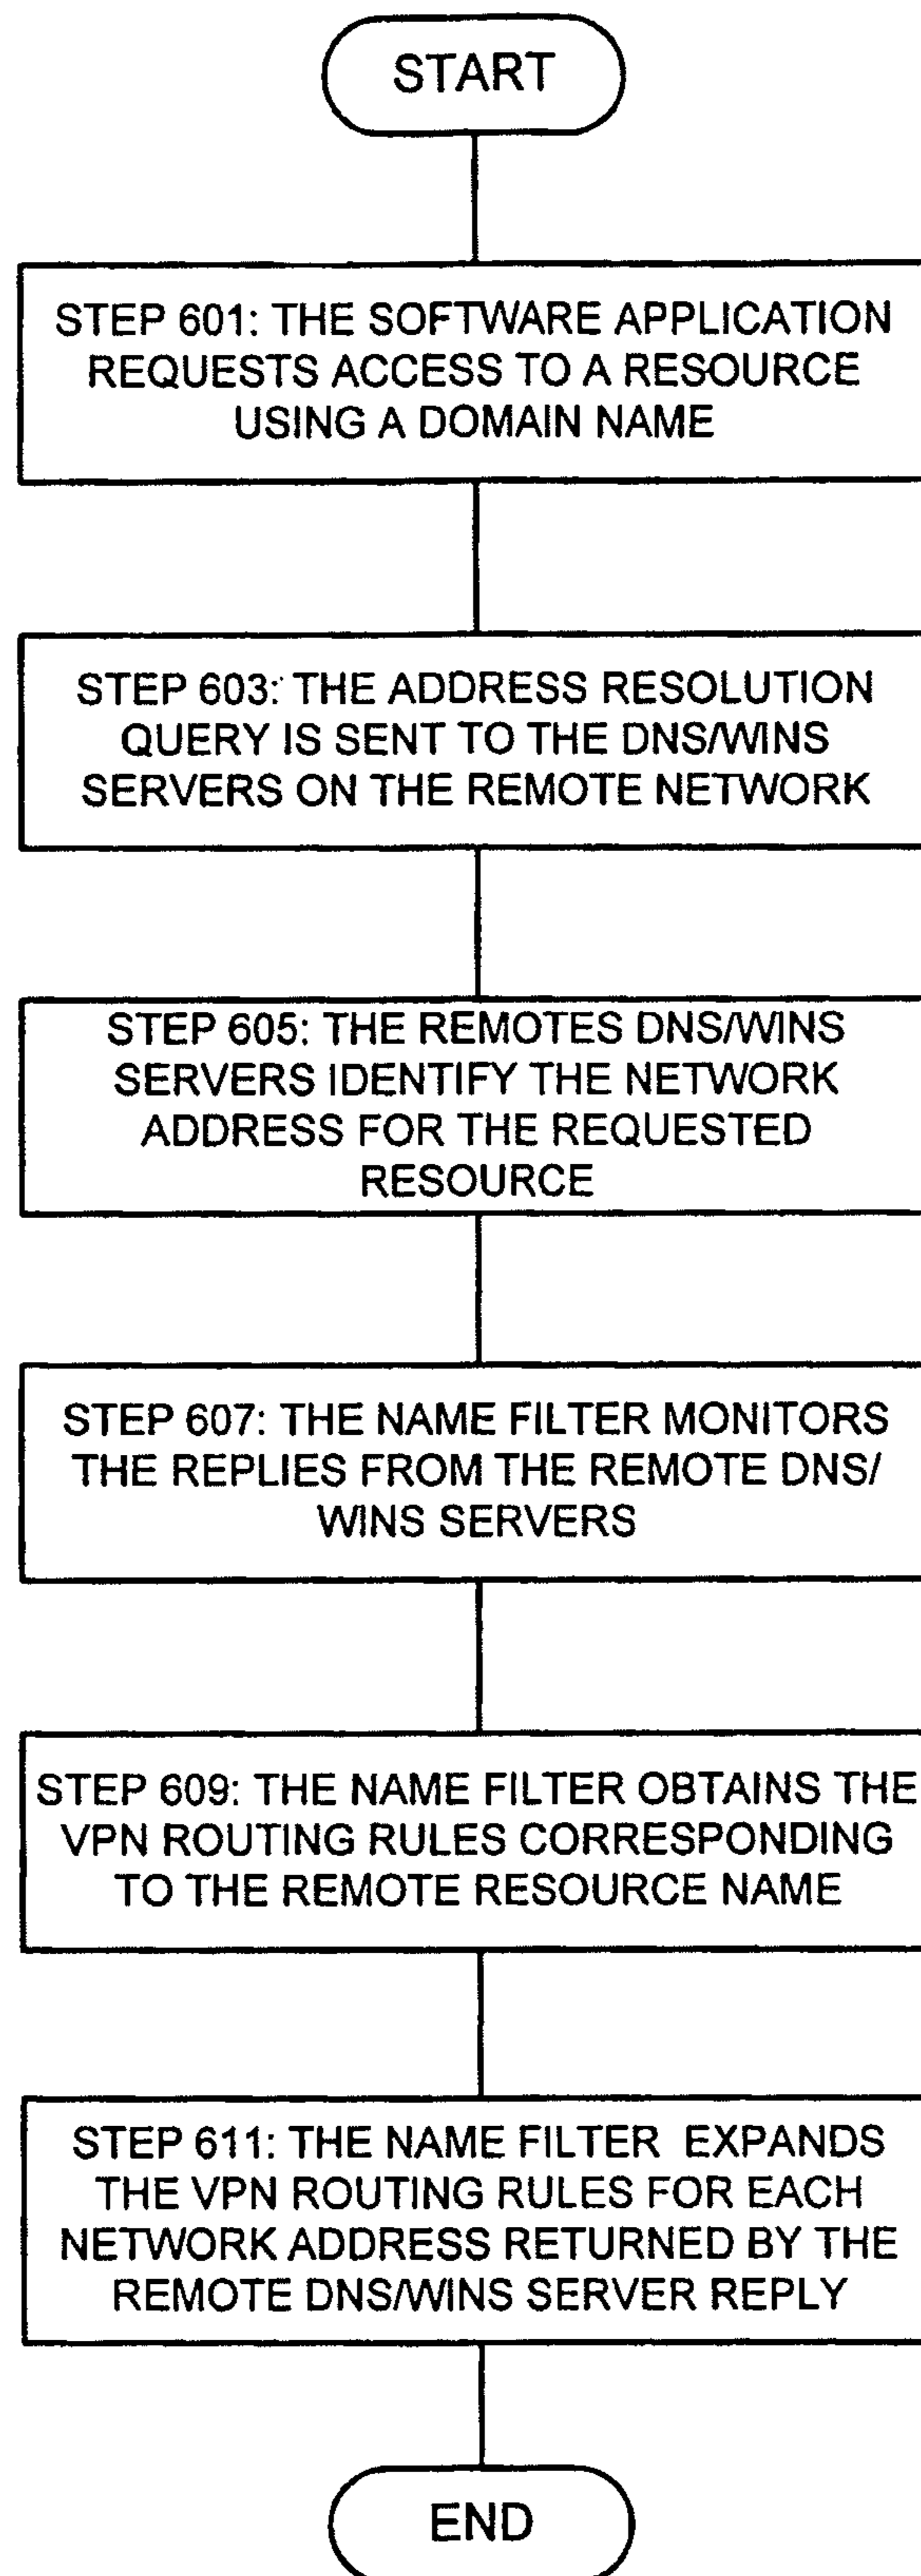 START
STEP 601: THE SOFTWARE APPLICATION
REQUESTS ACCESS TO A RESOURCE
USING A DOMAIN NAME
STEP 603: THE ADDRESS RESOLUTION
QUERY IS SENT TO THE DNS/WINS
SERVERS ON THE REMOTE NETWORK
STEP 605: THE REMOTES DNS/WINS
SERVERS IDENTIFY THE NETWORK
ADDRESS FOR THE REQUESTED
RESOURCE
STEP 607: THE NAME FILTER MONITORS
THE REPLIES FROM THE REMOTE DNS/
WINS SERVERS
STEP 609: THE NAME FILTER OBTAINS THE
VPN ROUTING RULES CORRESPONDING
TO THE REMOTE RESOURCE NAME
STEP 611: THE NAME FILTER EXPANDS
THE VPN ROUTING RULES FOR EACH
NETWORK ADDRESS RETURNED BY THE
REMOTE DNS/WINS SERVER REPLY
END